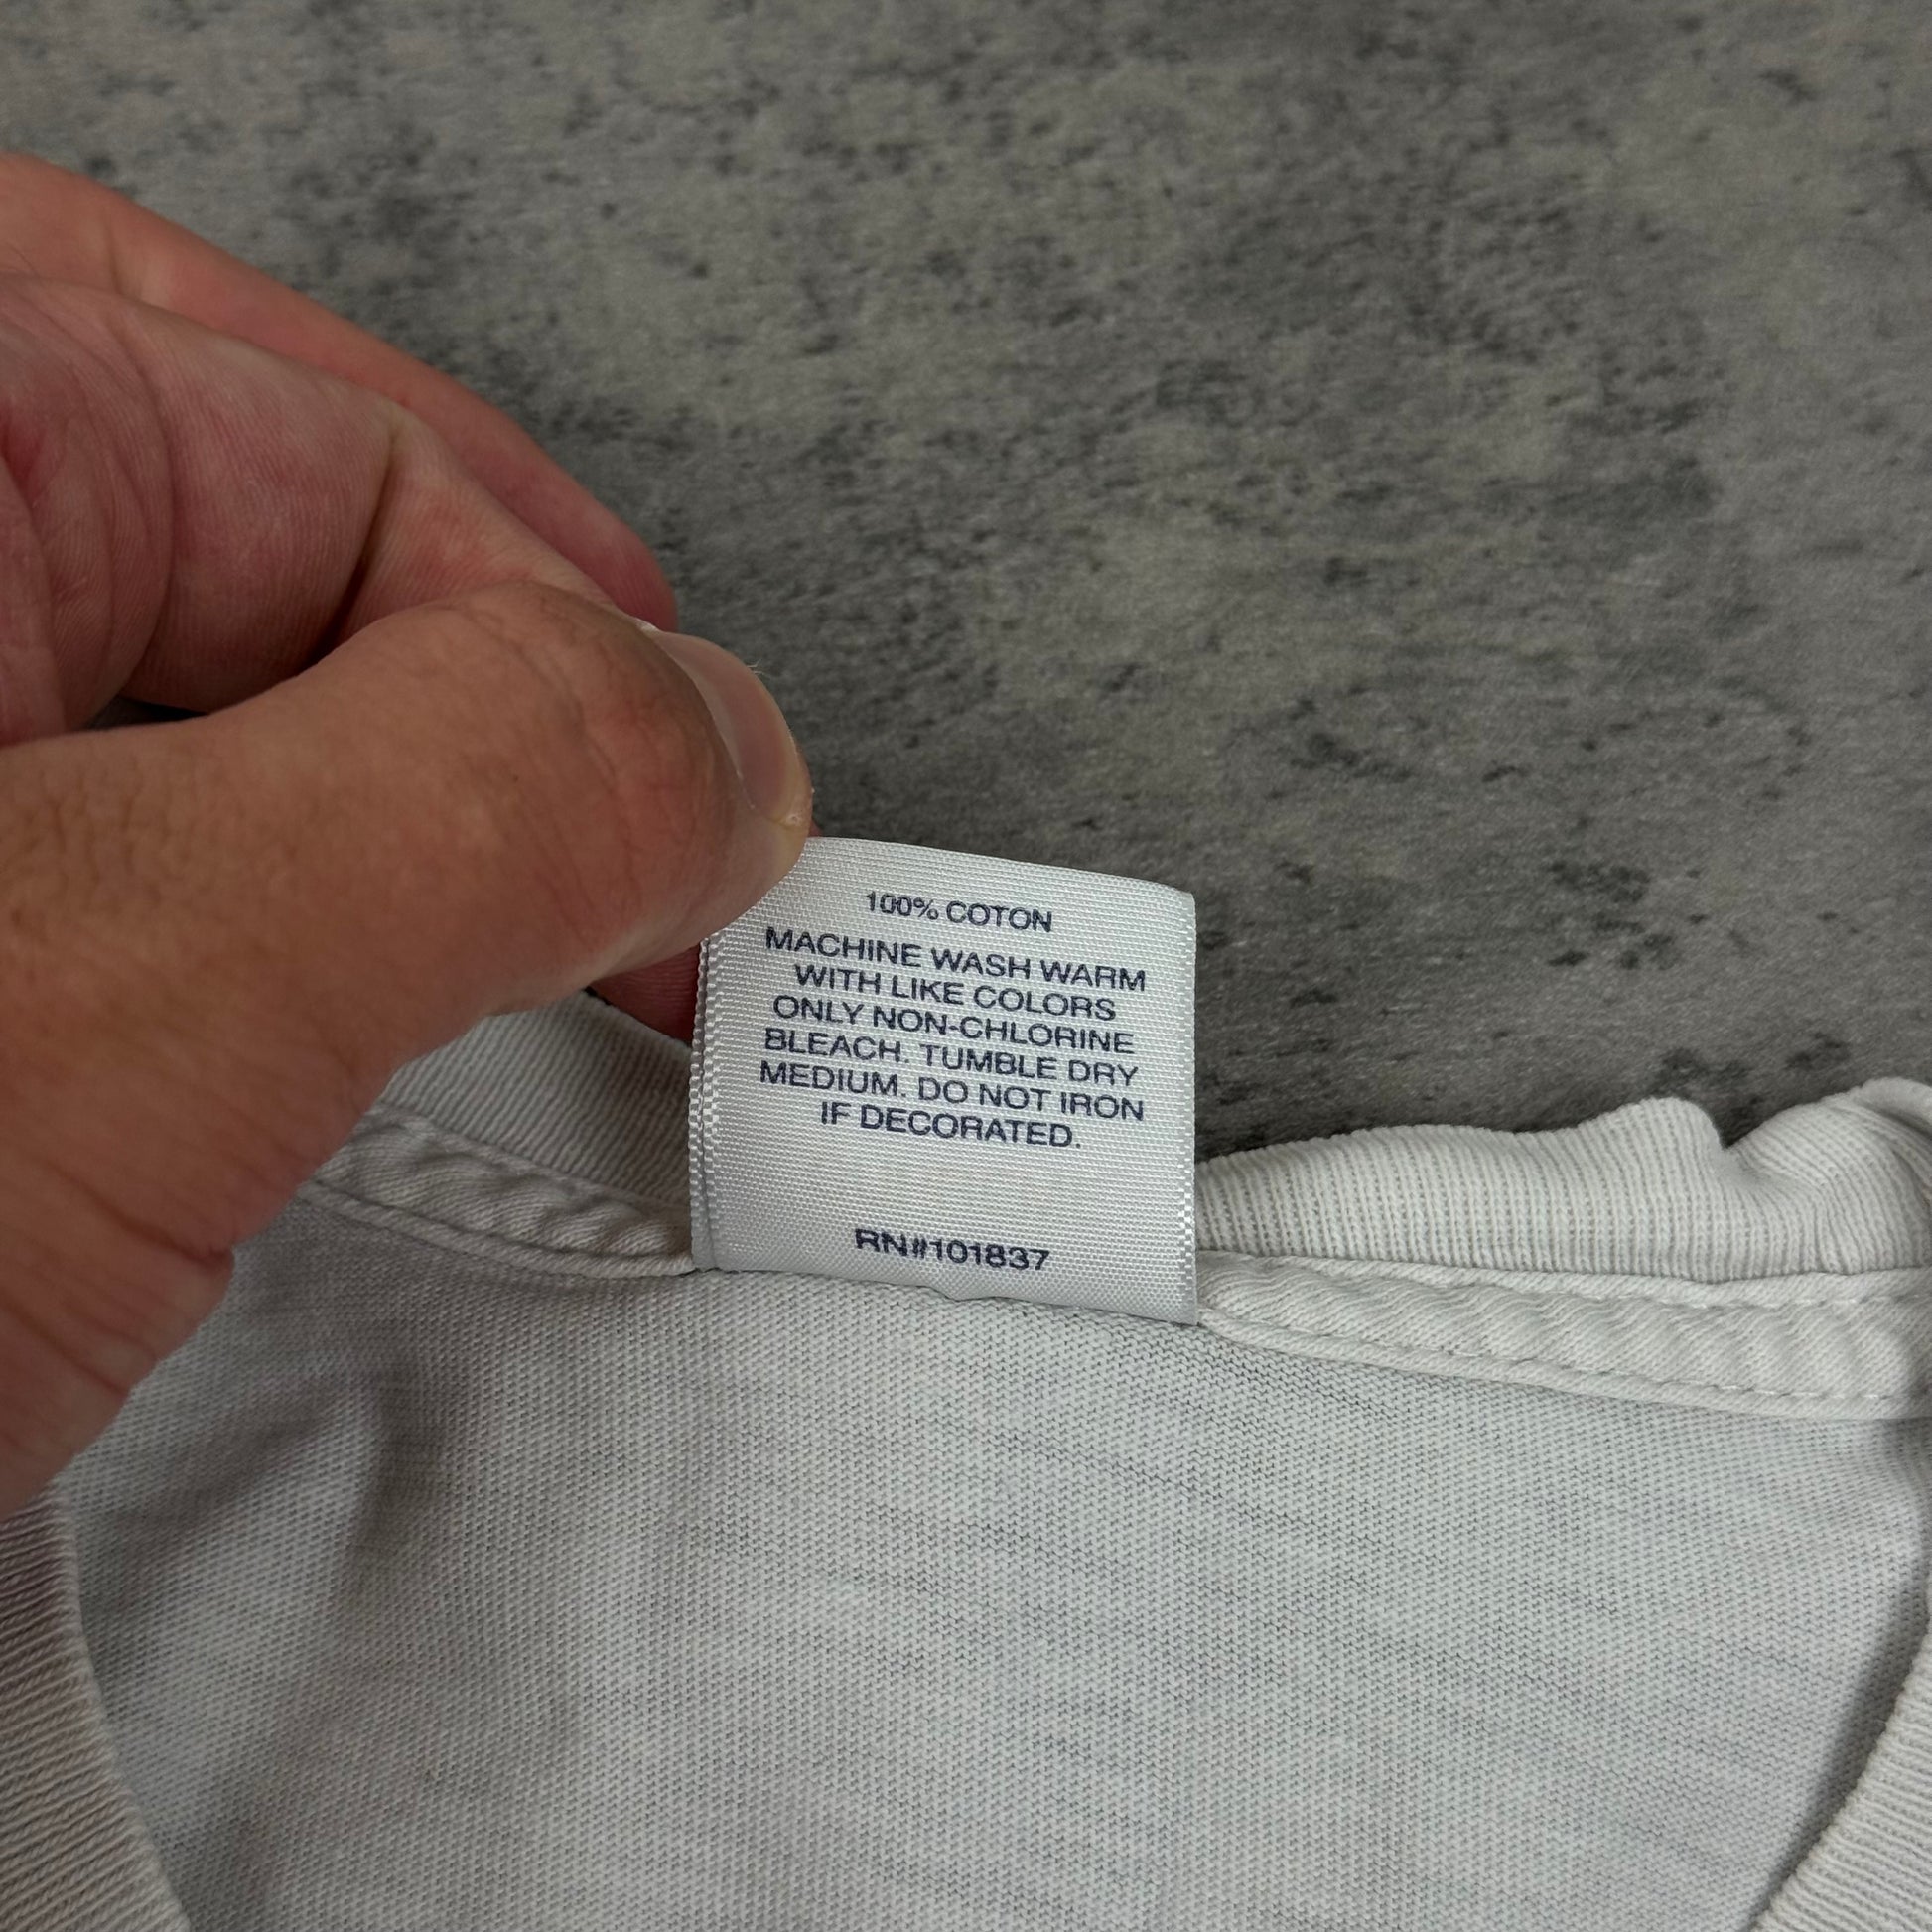 100% COTON
MACHINE WASH WARM
WITH LIKE COLORS
ONLY NON-CHLORINE
BLEACH. TUMBLE DRY
MEDIUM. DO NOT IRON
IF DECORATED.
RN#101837